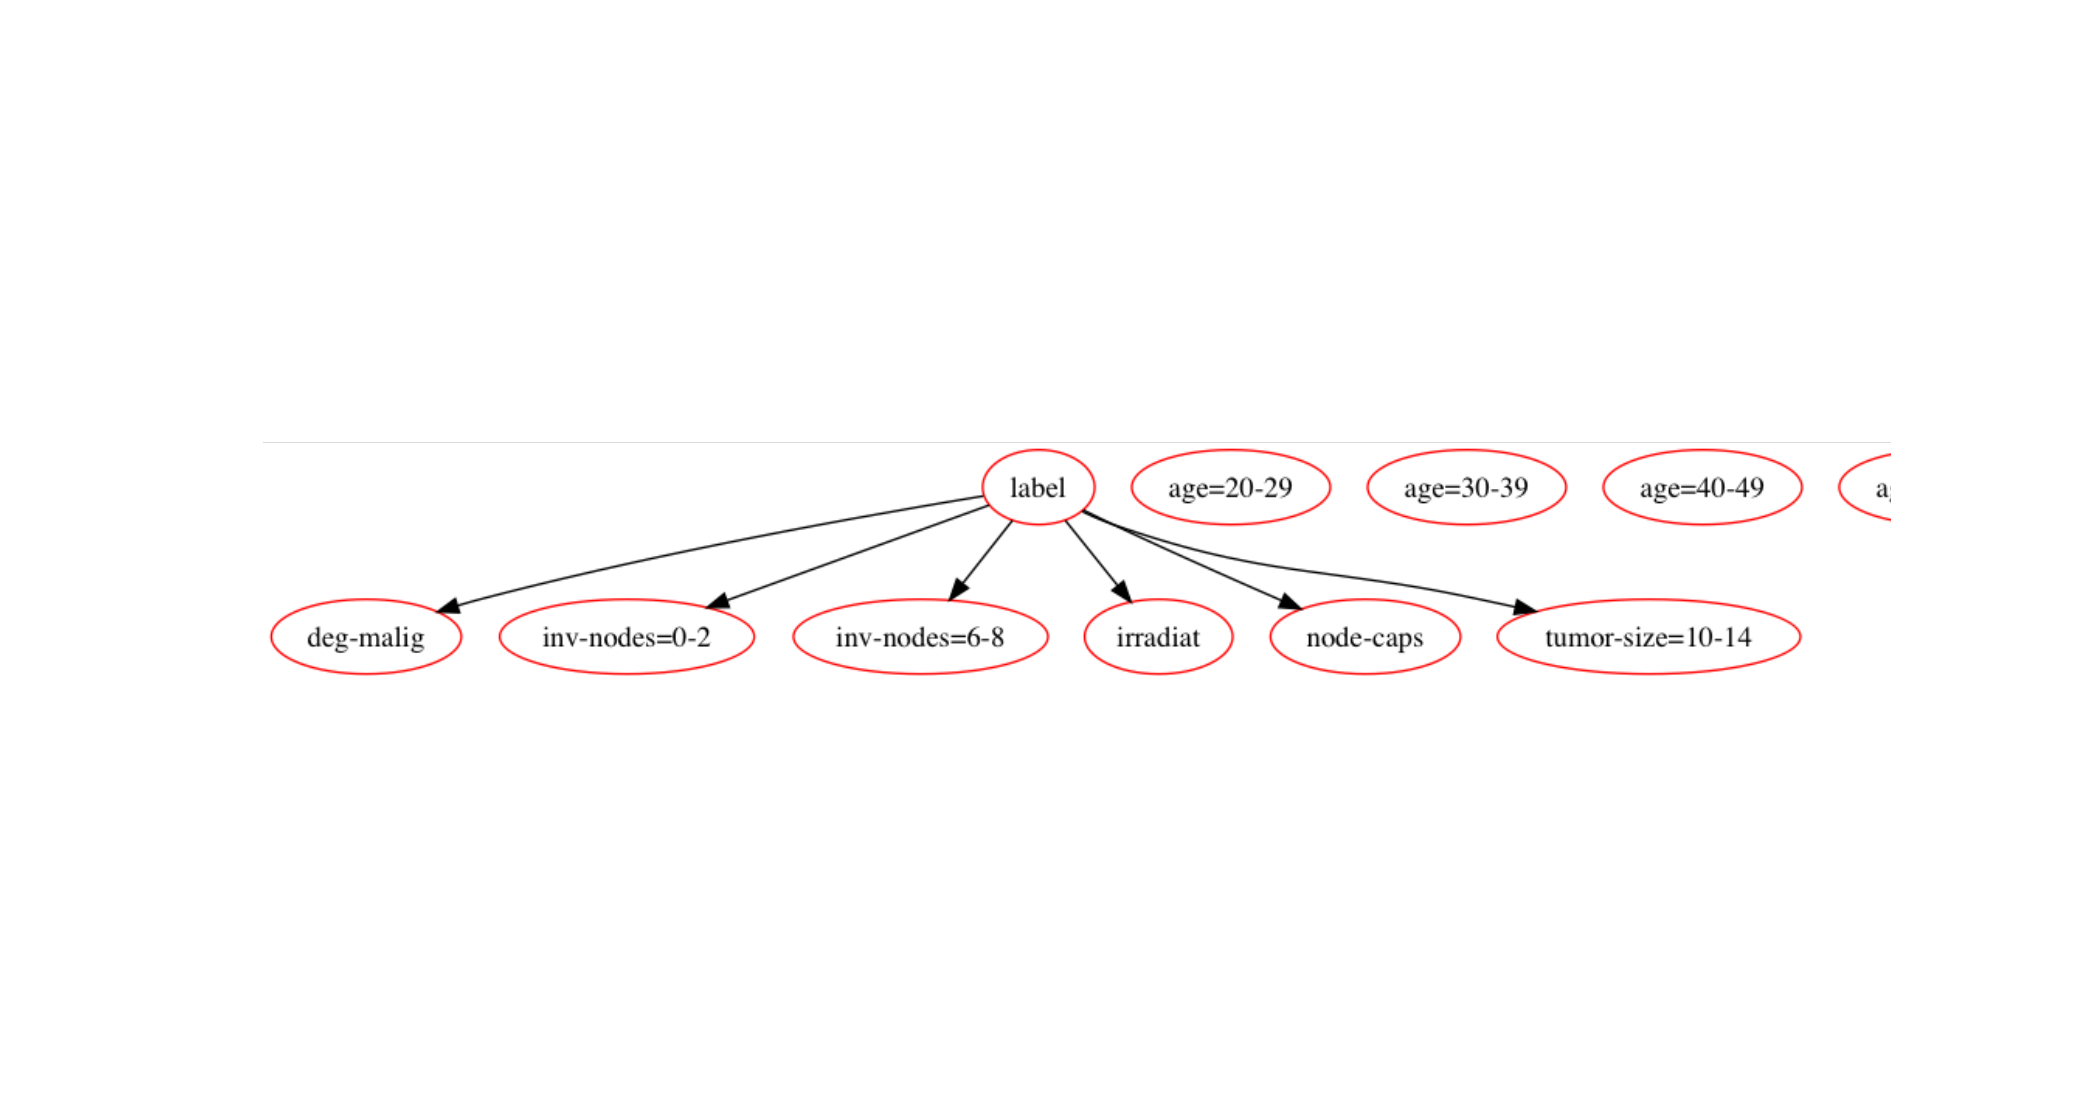 label age=20-29 age=30-39 age=40-49
deg-malig inv-nodes=0-2 inv-nodes=6-8 irradiat node-caps tumor-size=10-14